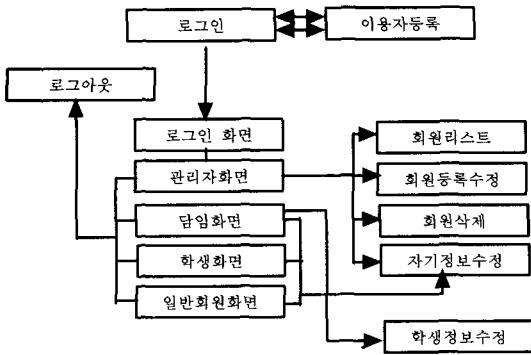 로그인
이용자등록
로그아웃
로그인 화면
회원리스트
관리자화면
회원등록수정
담임화면
회원삭제
학생화면
자기정보수정
일반회원화면
학생정보수정